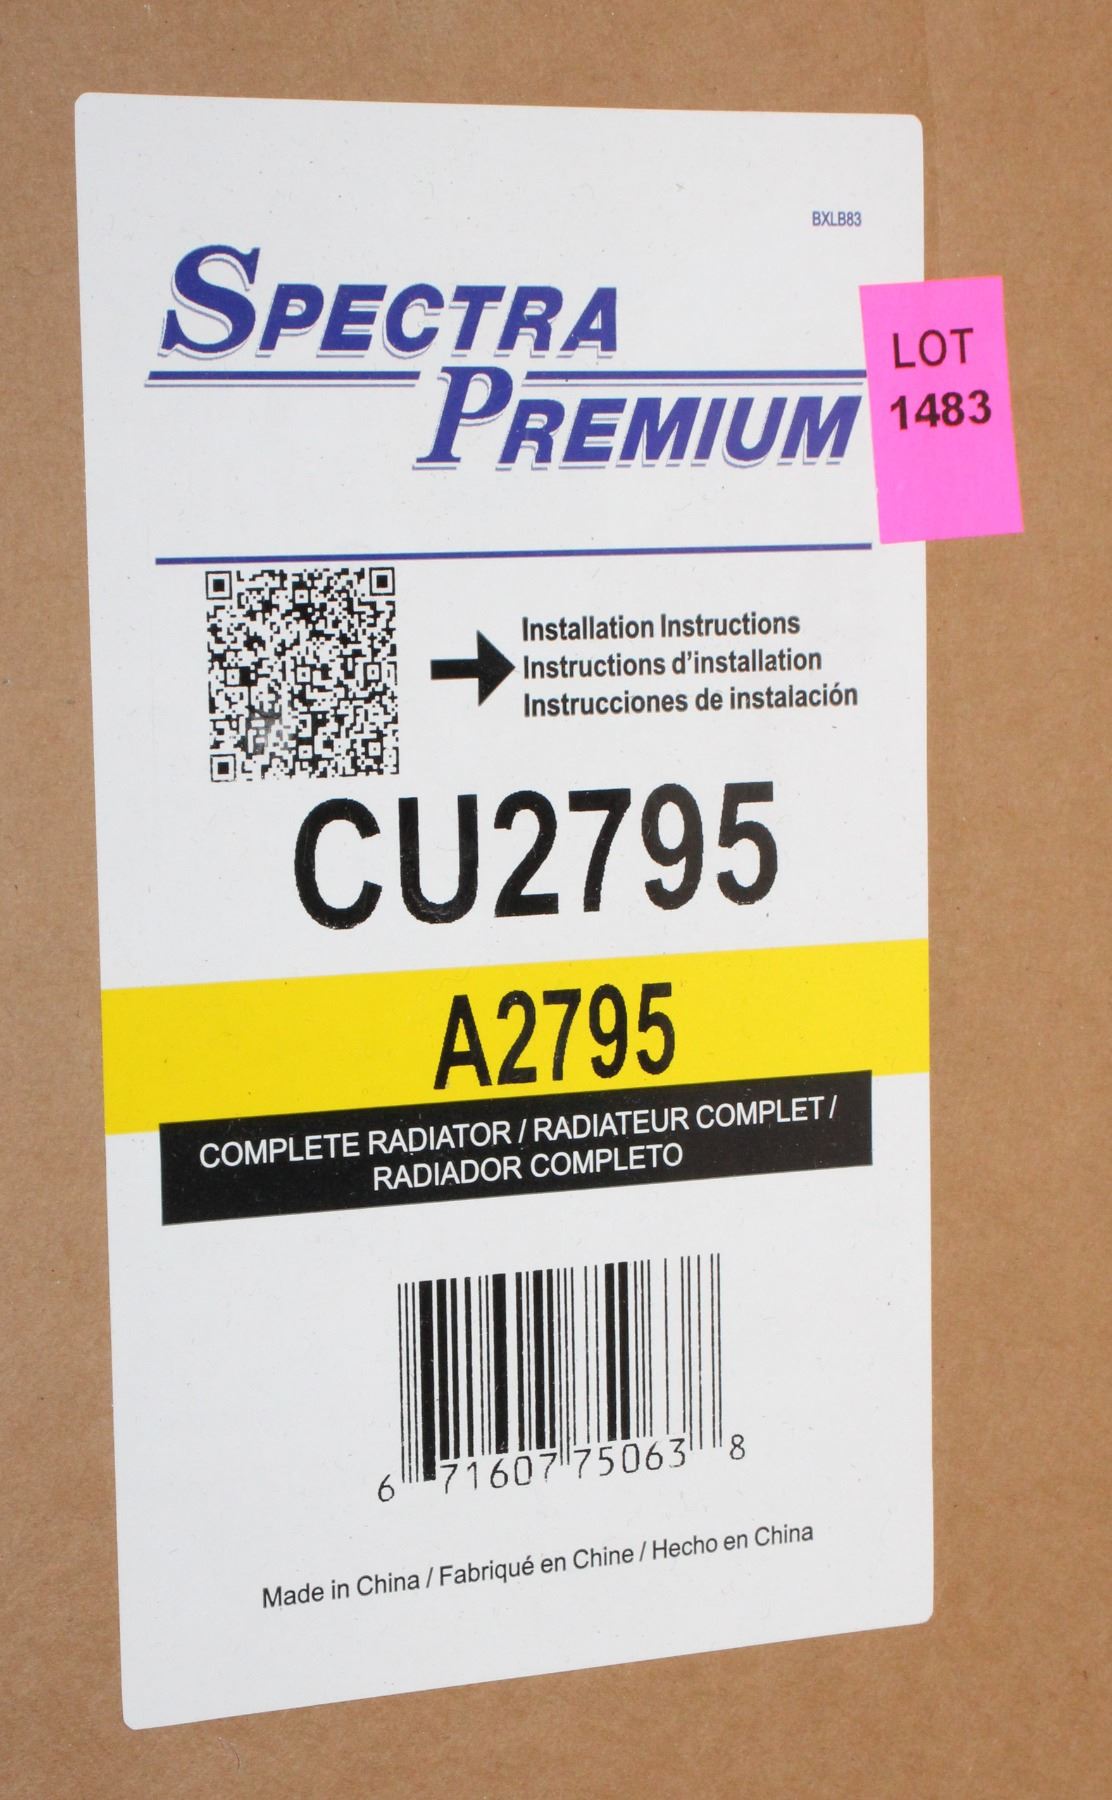 BXLB83
SPECTRA
PREMIUM
LOT
1483
Installation Instructions
Instructions d'installation
Instrucciones de instalación
CU2795
A2795
COMPLETE RADIATOR / RADIATEUR COMPLET /
RADIADOR COMPLETO
6 71607 75063 8
Made in China / Fabriqué en Chine / Hecho en China